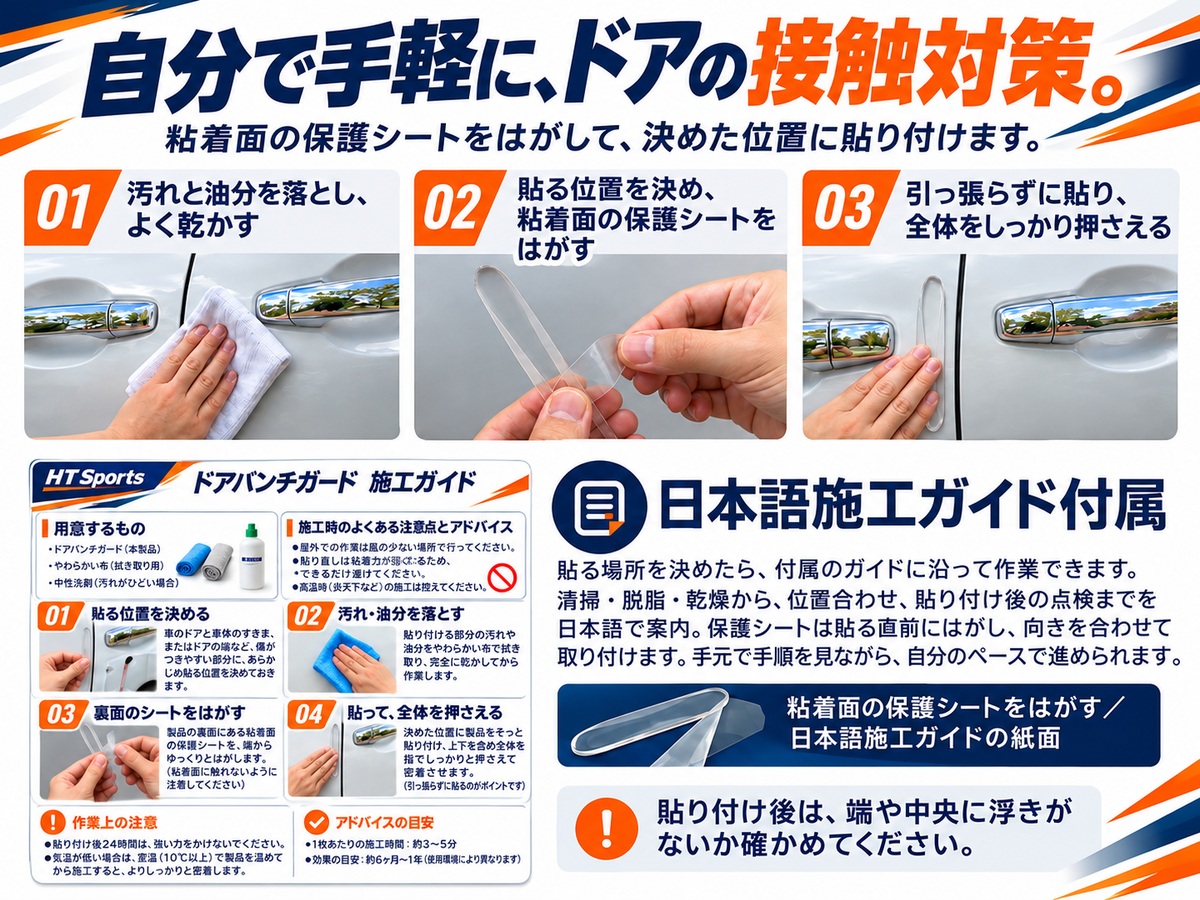 自分で手軽に、ドアの接触対策。
粘着面の保護シートをはがして、決めた位置に貼り付けます。
01
汚れと油分を落とし、
よく乾かす
02
貼る位置を決め、
粘着面の保護シートを
はがす
03
引っ張らずに貼り、
全体をしっかり押さえる
HT Sports
ドアバンチガード 施工ガイド
用意するもの
・ドアバンチガード（本製品）
・やわらかい布（拭き取り用）
・中性洗剤（汚れがひどい場合）
施工時のよくある注意点とアドバイス
●屋外での作業は風の少ない場所で行ってください。
●貼り直しは粘着力が弱くなるため、
・できるだけ避けてください。
●高温時（炎天下など）の施工は控えてください。
01
貼る位置を決める
車のドアと車体のすきま、
またはドアの端など、傷が
つきやすい部分に、あらか
じめ貼る位置を決めておき
ます。
02
汚れ・油分を落とす
貼り付ける部分の汚れや
油分をやわらかい布で拭き
取り、完全に乾かしてから
作業します。
03
裏面のシートをはがす
製品の裏面にある粘着面
の保護シートを、端から
ゆっくりとはがします。
（粘着面に触れないように
注着してください）
04
貼って、全体を押さえる
決めた位置に製品をそっと
貼り付け、上下を含め全体を
指でしっかりと押さえて
密着させます。
（引っ張らずに貼るのがポイントです）
作業上の注意
●貼り付け後24時間は、強い力をかけないでください。
●気温が低い場合は、室温（10℃以上）で製品を温めて
から施工すると、よりしっかりと密着します。
アドバイスの目安
●1枚あたりの施工時間：約3〜5分
●効果の目安：約6ヶ月〜1年（使用環境により異なります）
日本語施工ガイド付属
貼る場所を決めたら、付属のガイドに沿って作業できます。
清掃・脱脂・乾燥から、位置合わせ、貼り付け後の点検までを
日本語で案内。保護シートは貼る直前にはがし、向きを合わせて
取り付けます。手元で手順を見ながら、自分のペースで進められます。
粘着面の保護シートをはがす／
日本語施工ガイドの紙面
貼り付け後は、端や中央に浮きが
ないか確かめてください。